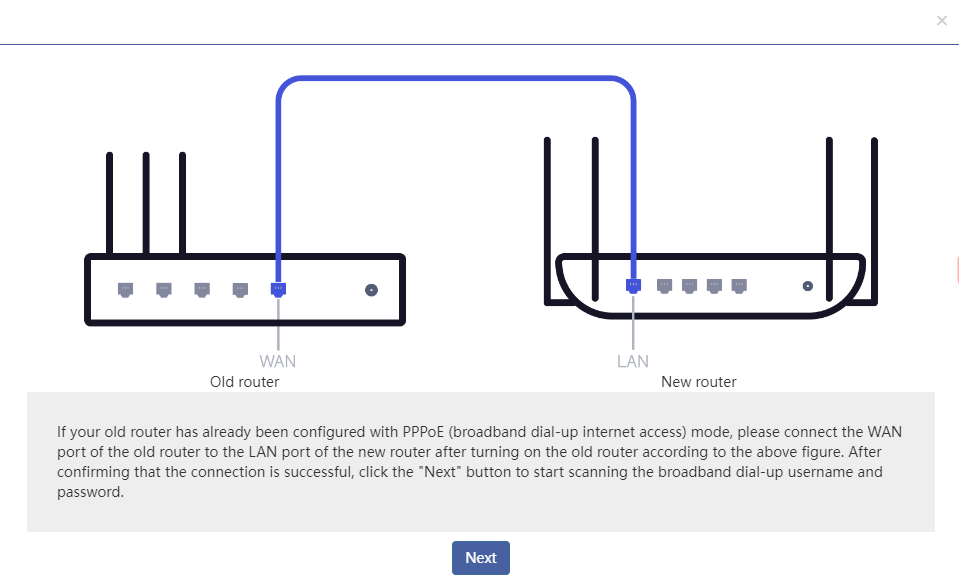 ×
WAN
LAN
Old router
New router
If your old router has already been configured with PPPoE (broadband dial-up internet access) mode, please connect the WAN
port of the old router to the LAN port of the new router after turning on the old router according to the above figure. After
confirming that the connection is successful, click the "Next" button to start scanning the broadband dial-up username and
password.
Next